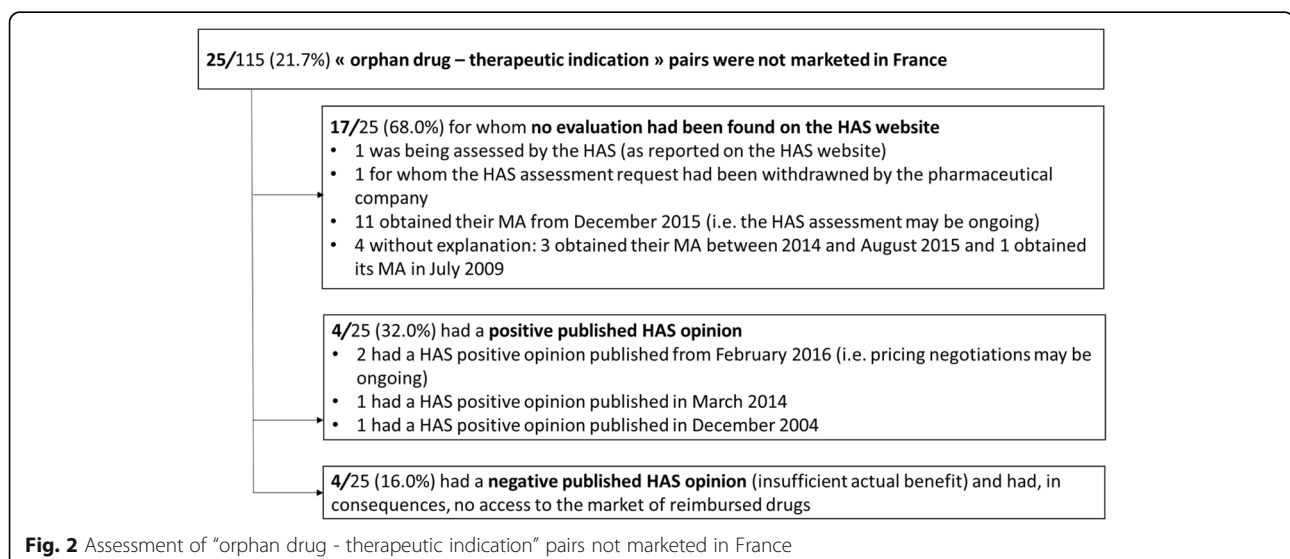 25/115 (21.7%) « orphan drug – therapeutic indication » pairs were not marketed in France
17/25 (68.0%) for whom no evaluation had been found on the HAS website
• 1 was being assessed by the HAS (as reported on the HAS website)
• 1 for whom the HAS assessment request had been withdrawned by the pharmaceutical
company
• 11 obtained their MA from December 2015 (i.e. the HAS assessment may be ongoing)
• 4 without explanation: 3 obtained their MA between 2014 and August 2015 and 1 obtained
its MA in July 2009
4/25 (32.0%) had a positive published HAS opinion
• 2 had a HAS positive opinion published from February 2016 (i.e. pricing negotiations may be
ongoing)
• 1 had a HAS positive opinion published in March 2014
• 1 had a HAS positive opinion published in December 2004
4/25 (16.0%) had a negative published HAS opinion (insufficient actual benefit) and had, in
consequences, no access to the market of reimbursed drugs
Fig. 2 Assessment of “orphan drug - therapeutic indication” pairs not marketed in France